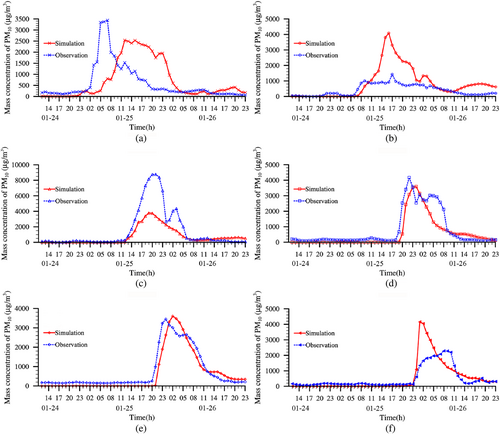 Mass concentration of PM10 (μg/m3)
3500
3000
2500
2000
1500
1000
500
0
Simulation
Observation
14 17 20 23 02 05 08 11 14 17 20 23 02 05 08 11 14 17 20 23
01-24 01-25 01-26
Time(h)
(a)
Mass concentration of PM10 (μg/m3)
5000
4000
3000
2000
1000
0
Simulation
Observation
14 17 20 23 02 05 08 11 14 17 20 23 02 05 08 11 14 17 20 23
01-24 01-25 01-26
Time(h)
(b)
Mass concentration of PM10 (μg/m3)
10000
8000
6000
4000
2000
0
Simulation
Observation
14 17 20 23 02 05 08 11 14 17 20 23 02 05 08 11 14 17 20 23
01-24 01-25 01-26
Time(h)
(c)
Mass concentration of PM10 (μg/m3)
5000
4000
3000
2000
1000
0
Simulation
Observation
14 17 20 23 02 05 08 11 14 17 20 23 02 05 08 11 14 17 20 23
01-24 01-25 01-26
Time(h)
(d)
Mass concentration of PM10 (μg/m3)
4000
3000
2000
1000
0
Simulation
Observation
14 17 20 23 02 05 08 11 14 17 20 23 02 05 08 11 14 17 20 23
01-24 01-25 01-26
Time(h)
(e)
Mass concentration of PM10 (μg/m3)
5000
4000
3000
2000
1000
0
Simulation
Observation
14 17 20 23 02 05 08 11 14 17 20 23 02 05 08 11 14 17 20 23
01-24 01-25 01-26
Time(h)
(f)